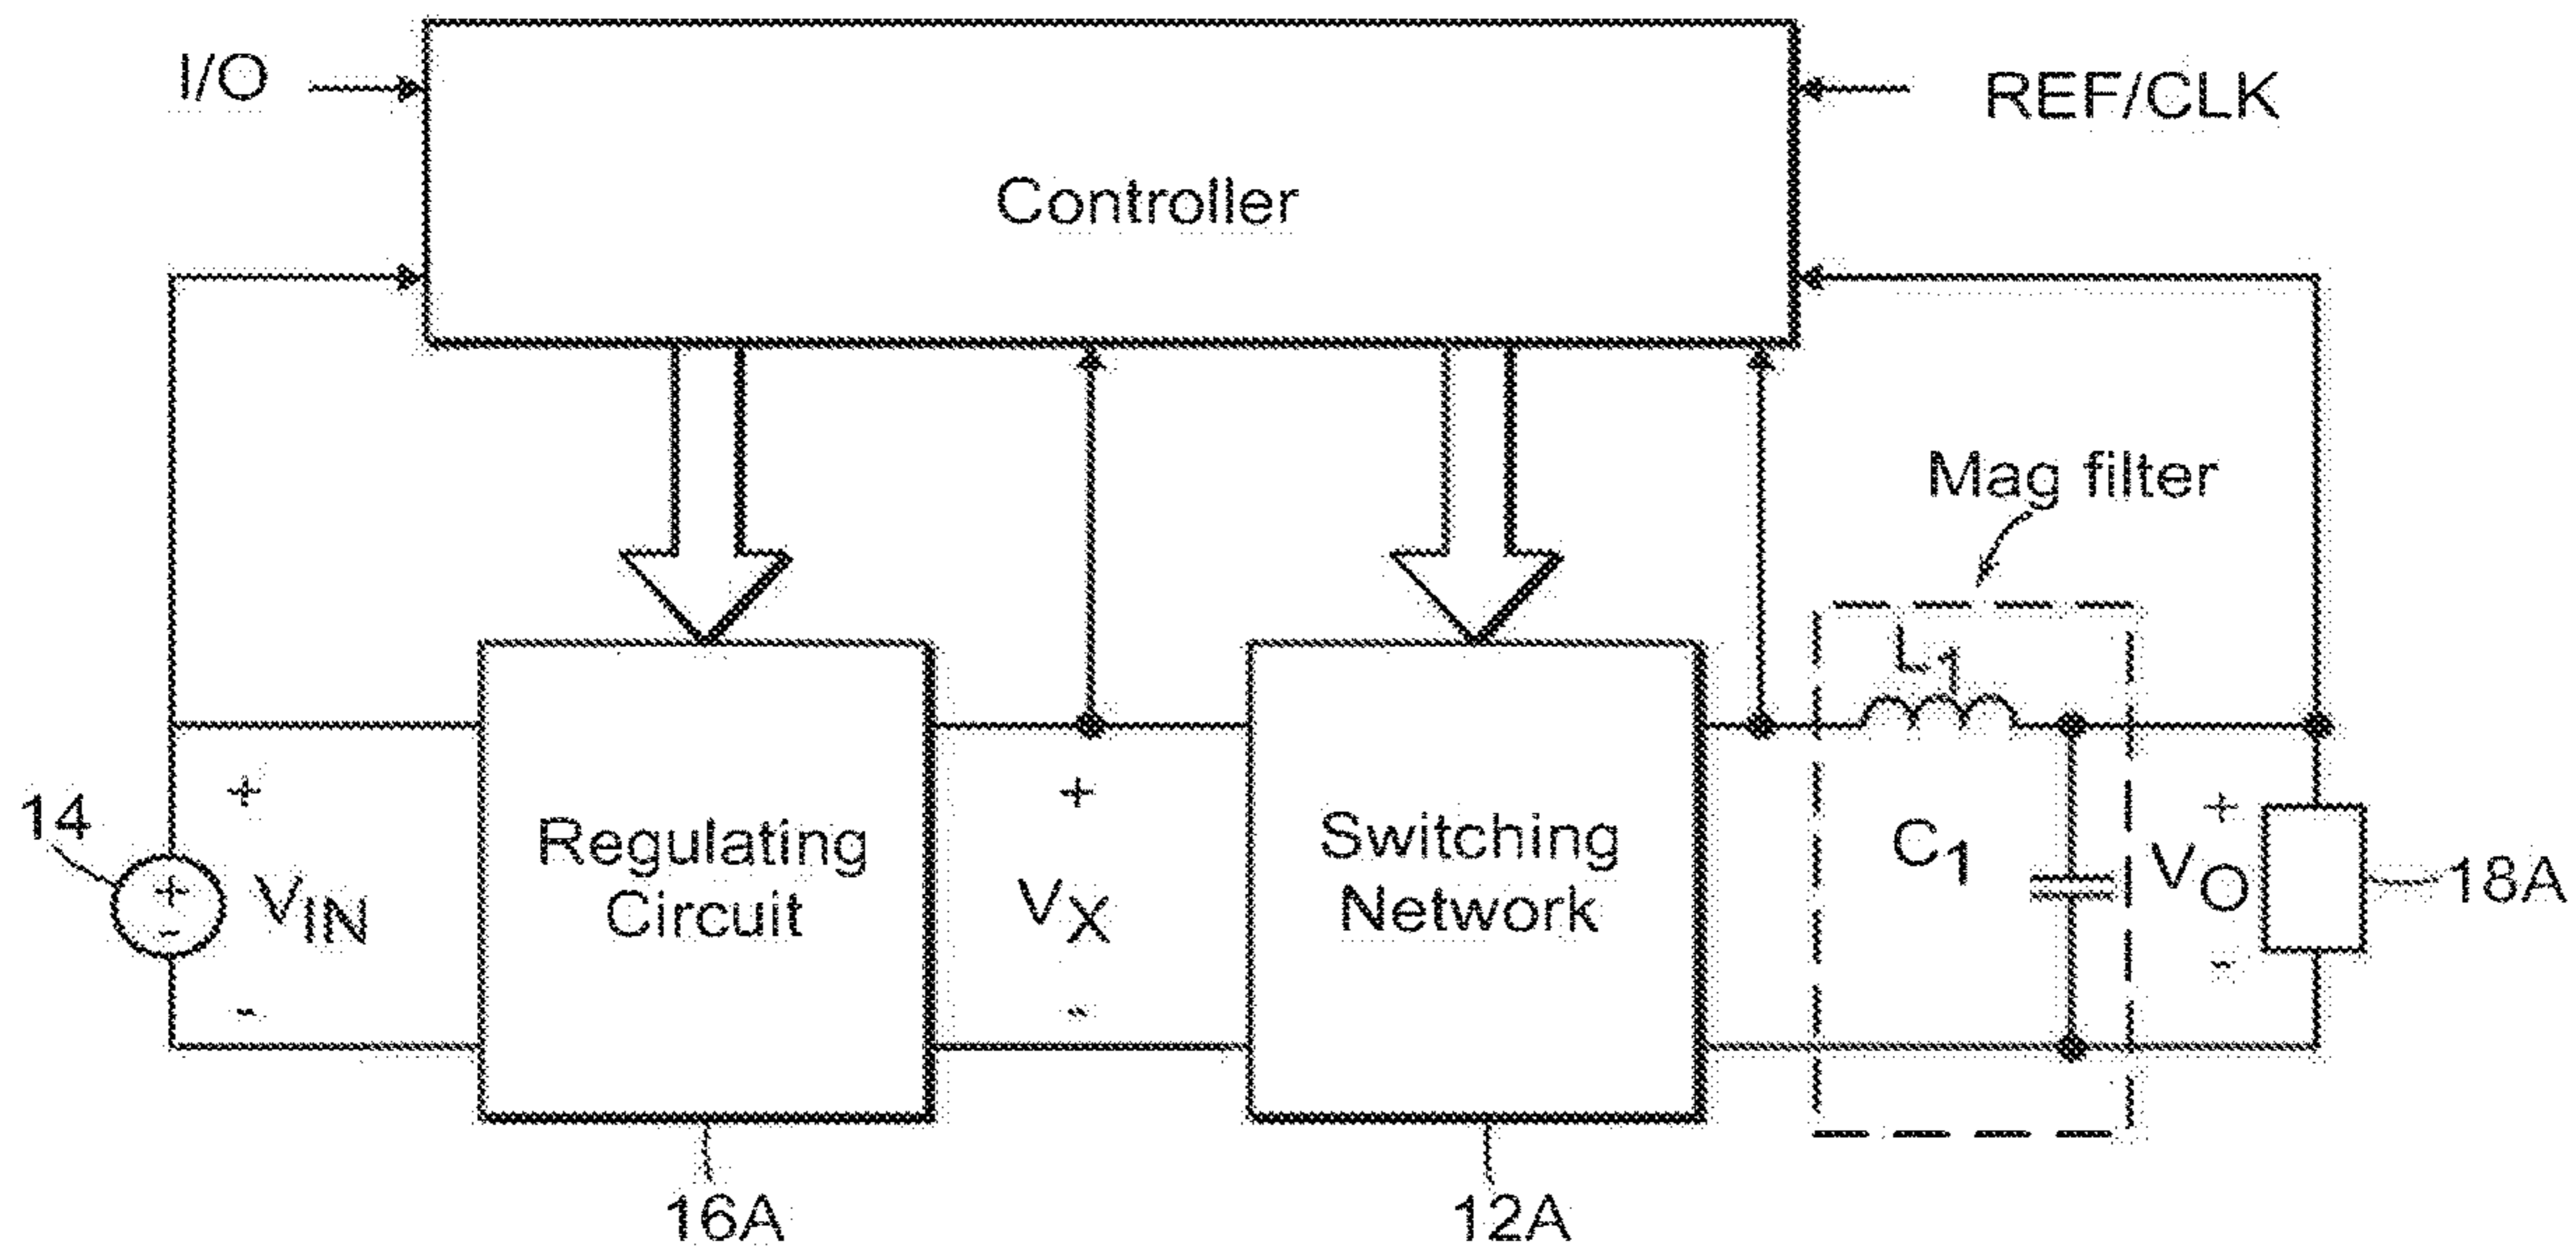 I/O
REF/CLK
Controller
Mag filter
L1
14
+
+
-
VIN
-
Regulating
Circuit
+
VX
-
Switching
Network
C1
+
VO
-
18A
16A
12A